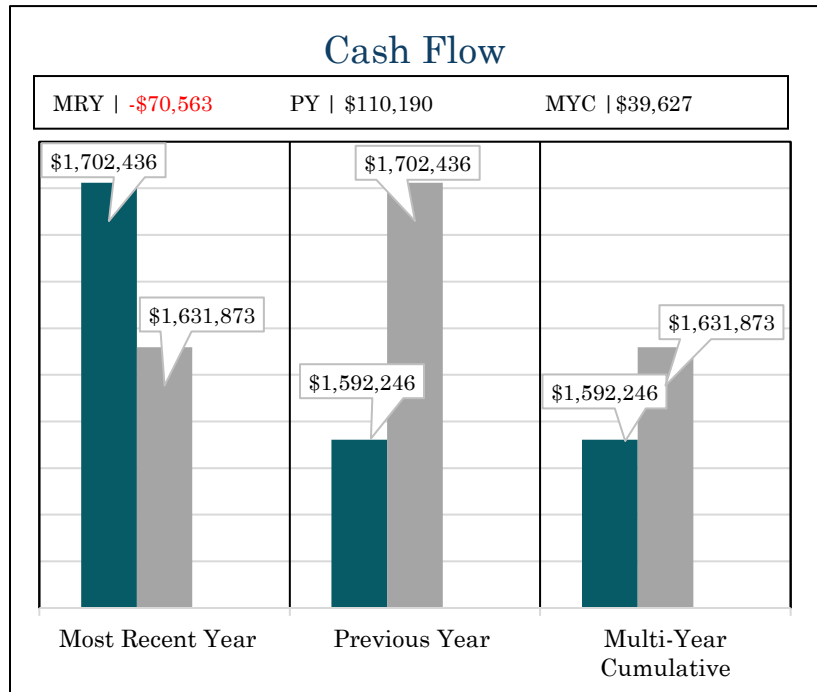 Cash Flow
MRY | -$70,563 PY | $110,190 MYC |$39,627
$1,702,436
$1,702,436
$1,631,873
$1,631,873
$1,592,246
$1,592,246
Most Recent Year
Previous Year
Multi-Year
Cumulative